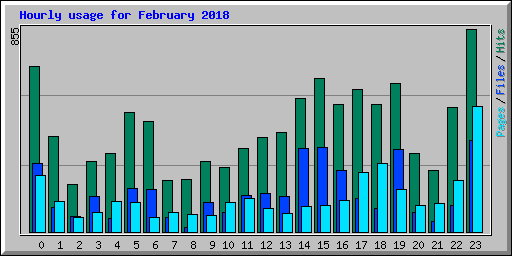 Hourly usage for February 2018
855
Pages/Files/Hits
0 1 2 3 4 5 6 7 8 9 10 11 12 13 14 15 16 17 18 19 20 21 22 23